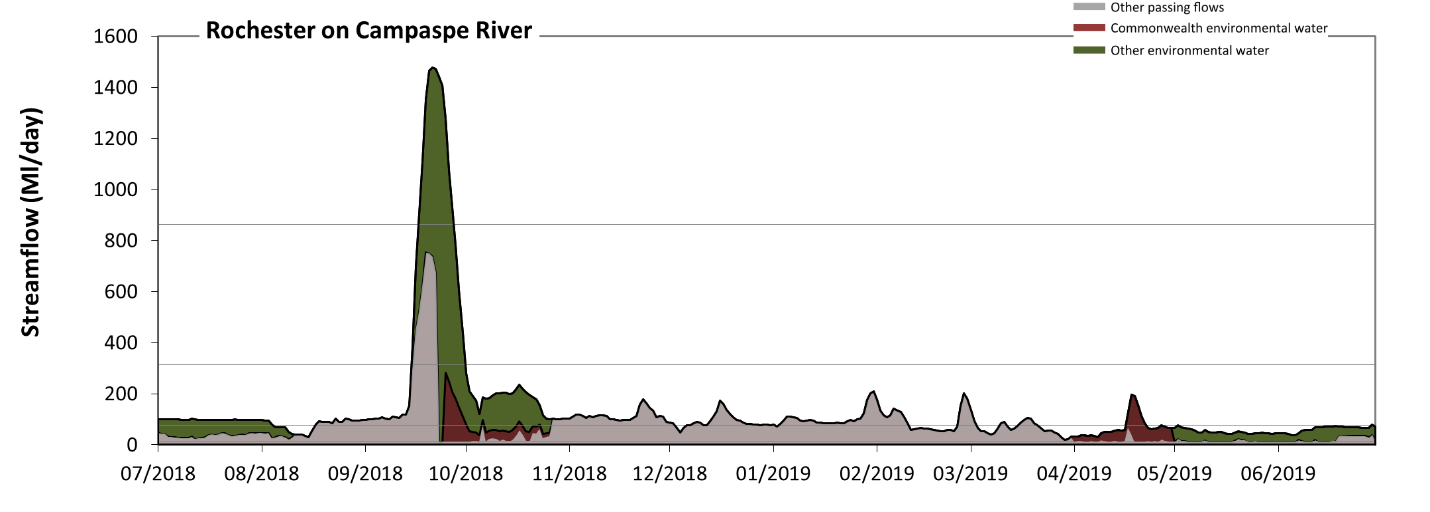 Other passing flows
Rochester on Campaspe River
Commonwealth environmental water
Other environmental water
Streamflow (Ml/day)
1600
1400
1200
1000
800
600
400
200
0
07/2018 08/2018 09/2018 10/2018 11/2018 12/2018 01/2019 02/2019 03/2019 04/2019 05/2019 06/2019